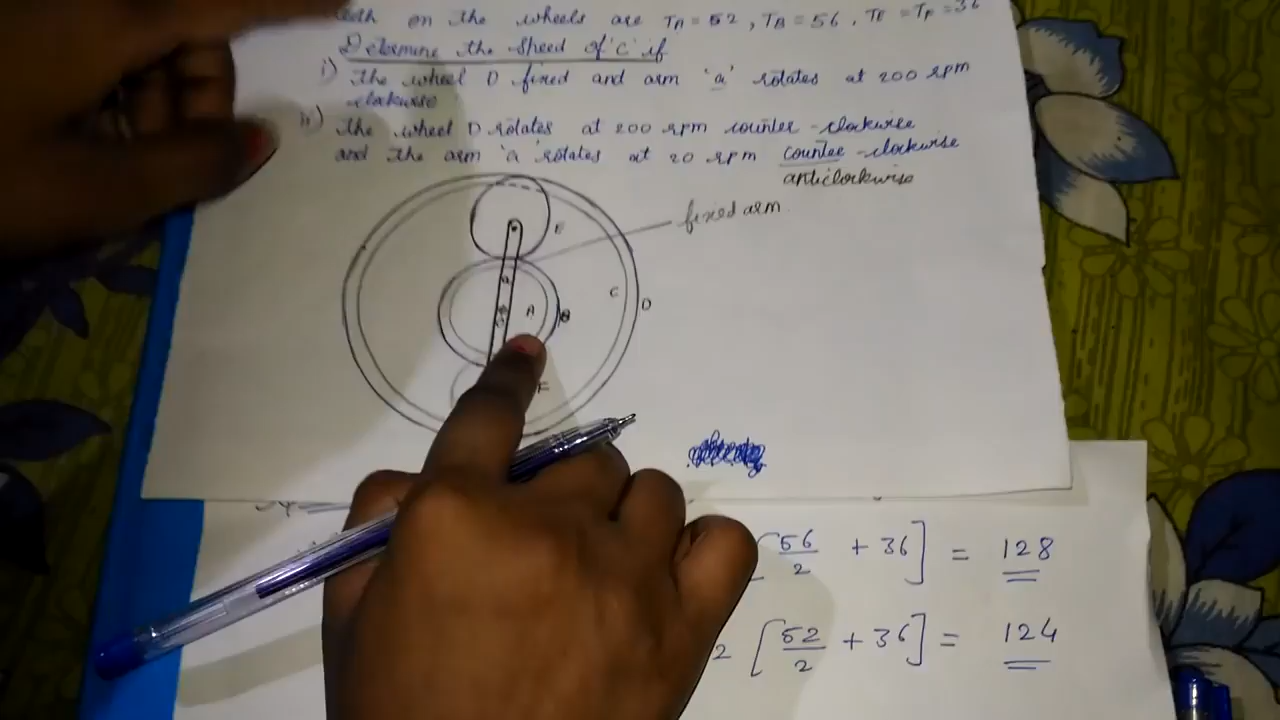 on the wheels are TA = 52, TB = 56, TE = TF = 36
Determine the speed of 'C' if
i) The wheel D fixed and arm 'a' rotates at 200 rpm
clockwise
ii) The wheel D rotates at 200 rpm counter-clockwise
and the arm 'a' rotates at 20 rpm counter-clockwise
anticlockwise
fixed arm
E
a
C
D
A
B
F
[56/2 + 36] = 128
2 [52/2 + 36] = 124